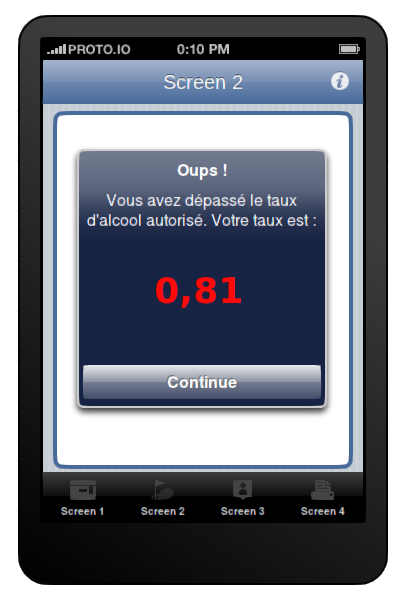 PROTO.IO 0:10 PM
Screen 2
Oups !
Vous avez dépassé le taux
d'alcool autorisé. Votre taux est :
0,81
Continue
Screen 1 Screen 2 Screen 3 Screen 4